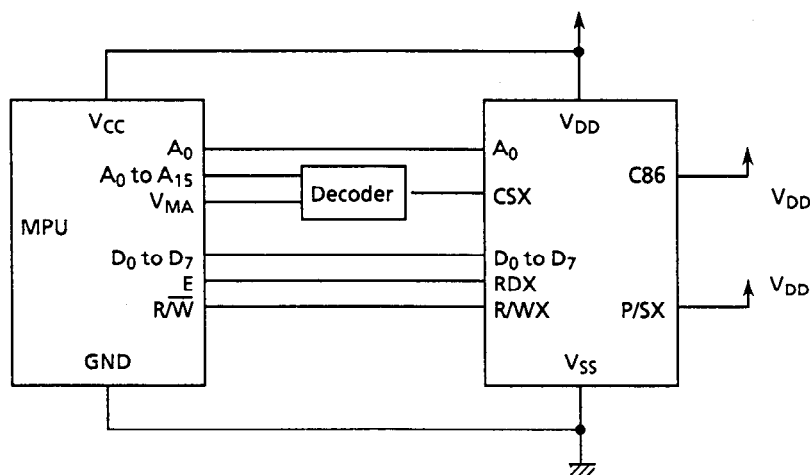 VCC
VDD
A0
A0
A0 to A15
VMA
Decoder
CSX
C86
VDD
MPU
D0 to D7
D0 to D7
E
RDX
VDD
R/W̅
R/WX
P/SX
GND
VSS